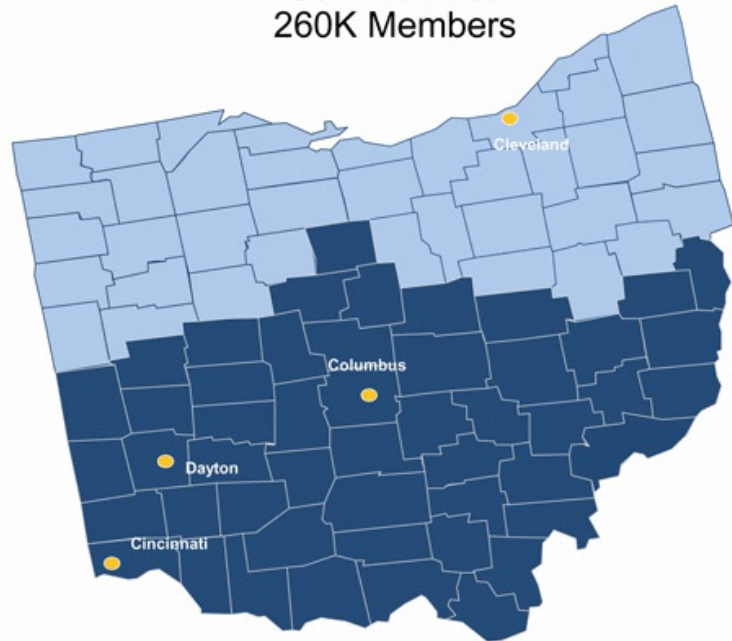 260K Members
Cleveland
Columbus
Dayton
Cincinnati